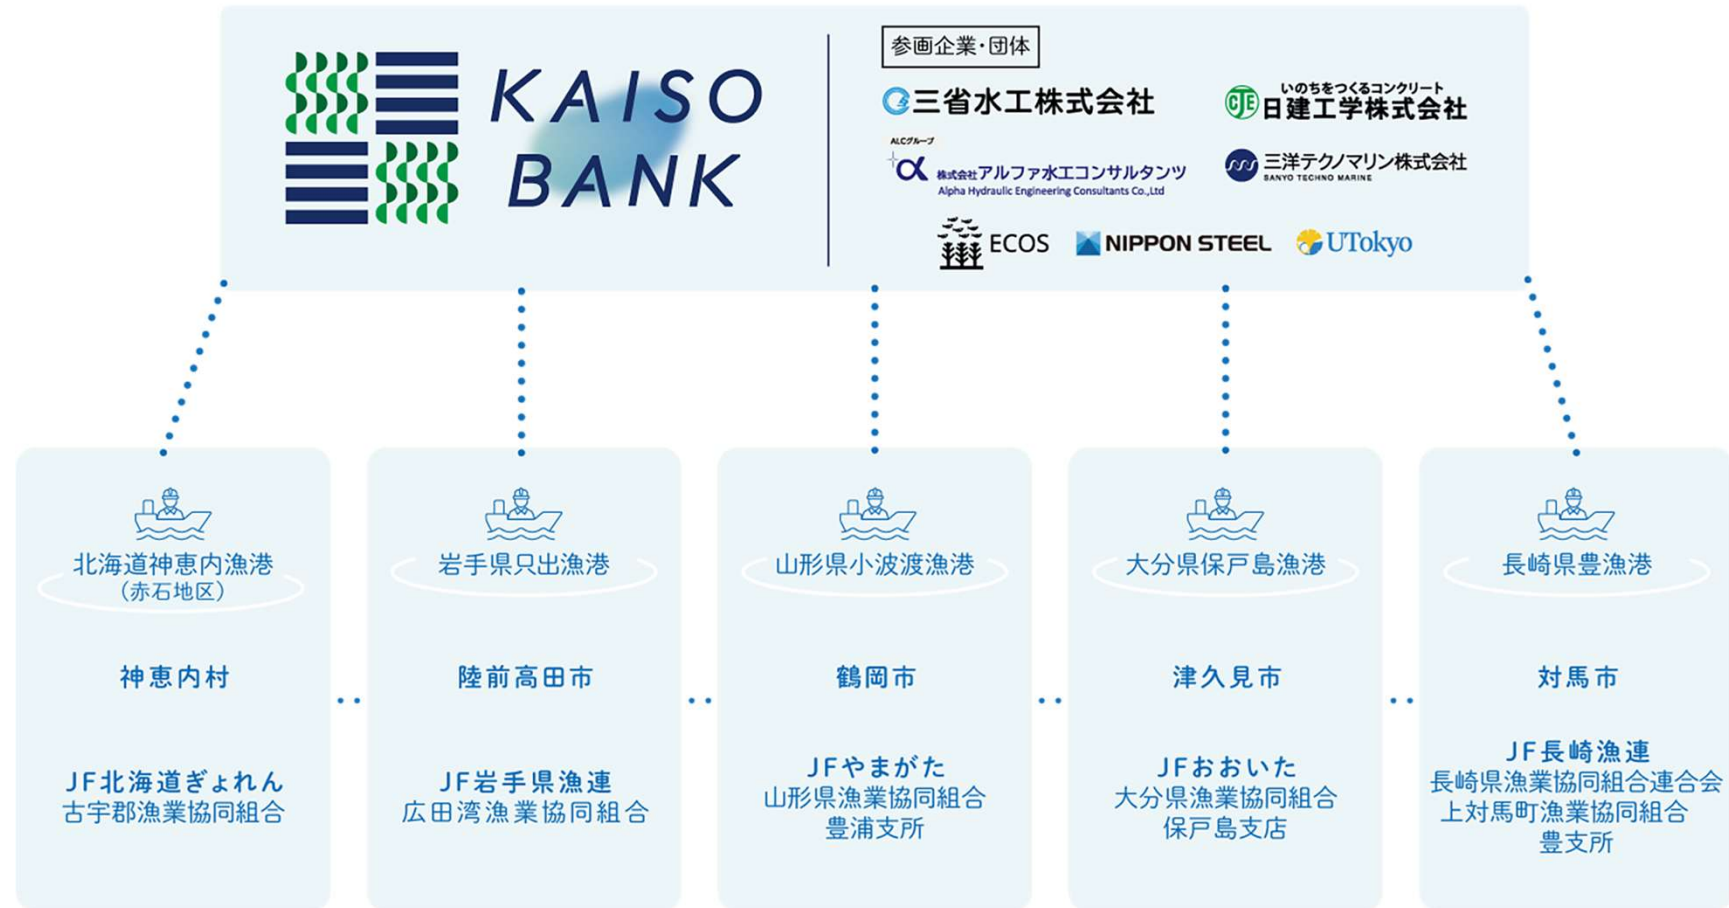 KAISO
BANK
参画企業・団体
三省水工株式会社
いのちをつくるコンクリート
CJE 日建工学株式会社
ALCグループ
α 株式会社アルファ水工コンサルタンツ
Alpha Hydraulic Engineering Consultants Co.,Ltd
三洋テクノマリン株式会社
SANYO TECHNO MARINE
ECOS
NIPPON STEEL
UTokyo
北海道神恵内漁港
(赤石地区)
神恵内村
JF北海道ぎょれん
古宇郡漁業協同組合
岩手県只出漁港
陸前高田市
JF岩手県漁連
広田湾漁業協同組合
山形県小波渡漁港
鶴岡市
JFやまがた
山形県漁業協同組合
豊浦支所
大分県保戸島漁港
津久見市
JFおおいた
大分県漁業協同組合
保戸島支店
長崎県豊漁港
対馬市
JF長崎漁連
長崎県漁業協同組合連合会
上対馬町漁業協同組合
豊支所